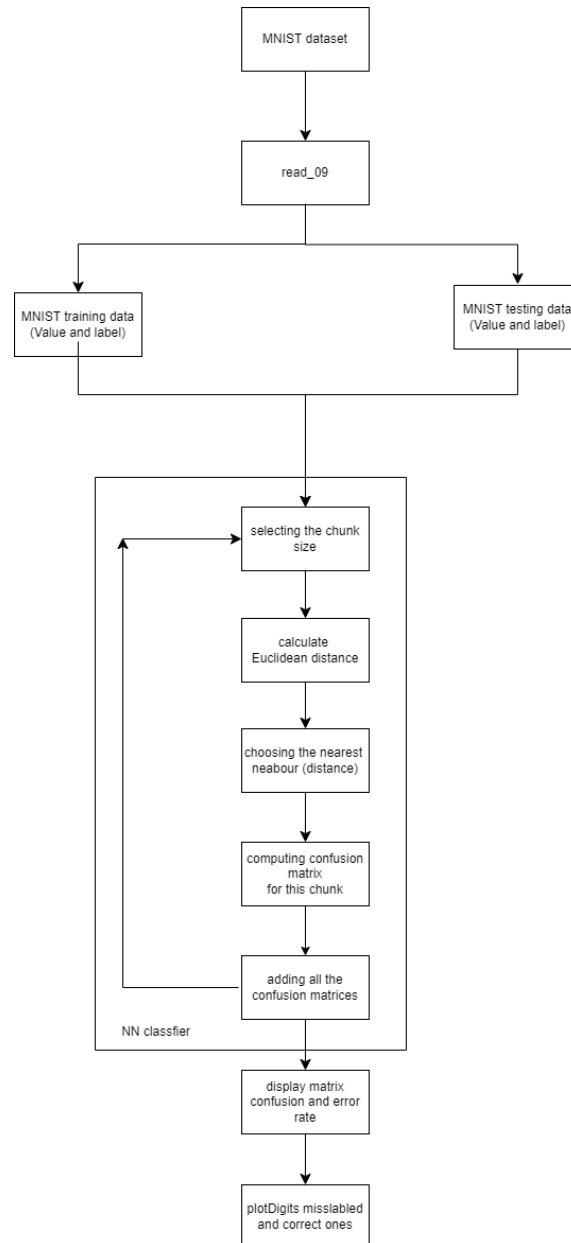 MNIST dataset
read_09
MNIST training data
(Value and label)
MNIST testing data
(Value and label)
selecting the chunk
size
calculate
Euclidean distance
choosing the nearest
neabour (distance)
computing confusion
matrix
for this chunk
adding all the
confusion matrices
NN classfier
display matrix
confusion and error
rate
plotDigits misslabled
and correct ones